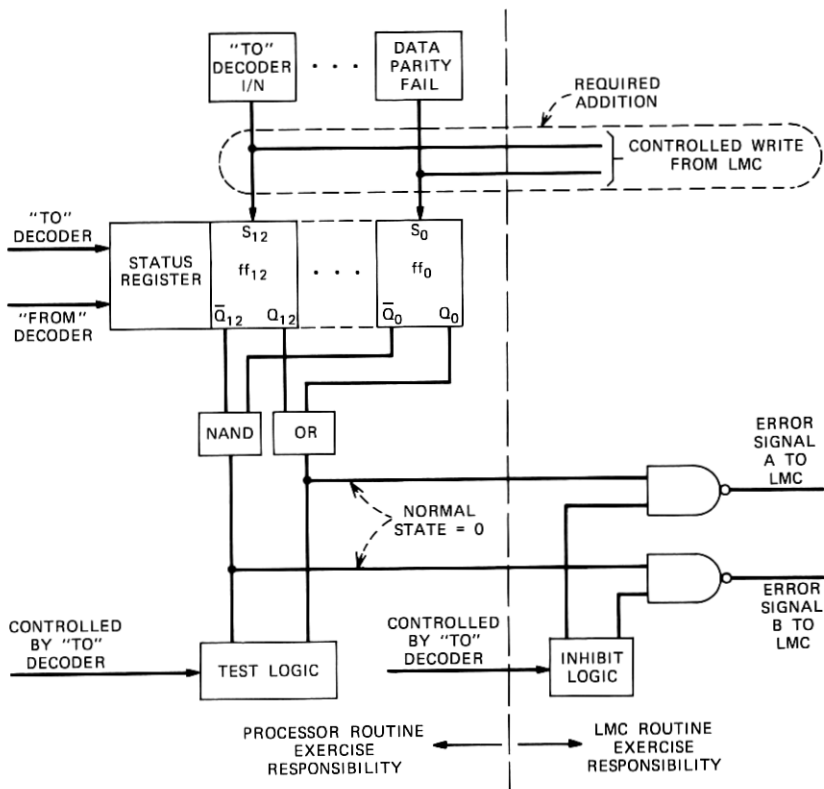 "TO"
DECODER
I/N
. . .
DATA
PARITY
FAIL
REQUIRED
ADDITION
CONTROLLED WRITE
FROM LMC
"TO"
DECODER
STATUS
REGISTER
"FROM"
DECODER
S12
ff12
Q̅12 Q12
. . .
S0
ff0
Q̅0 Q0
NAND
OR
NORMAL
STATE = 0
ERROR
SIGNAL
A TO
LMC
ERROR
SIGNAL
B TO
LMC
CONTROLLED
BY "TO"
DECODER
TEST LOGIC
CONTROLLED
BY "TO"
DECODER
INHIBIT
LOGIC
PROCESSOR ROUTINE
EXERCISE
RESPONSIBILITY
LMC ROUTINE
EXERCISE
RESPONSIBILITY